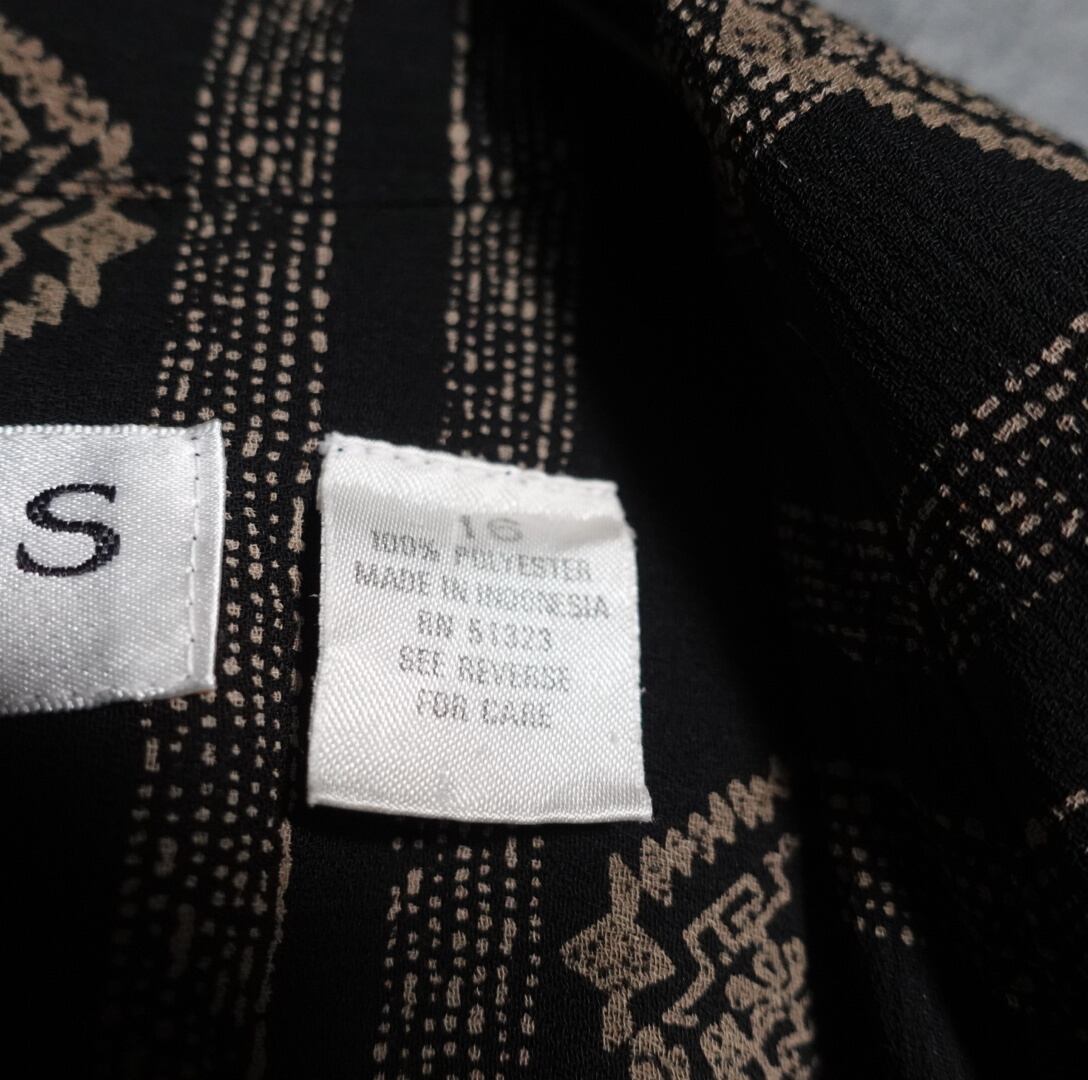 S
16
100% POLYESTER
MADE IN INDONESIA
RN 51323
SEE REVERSE
FOR CARE